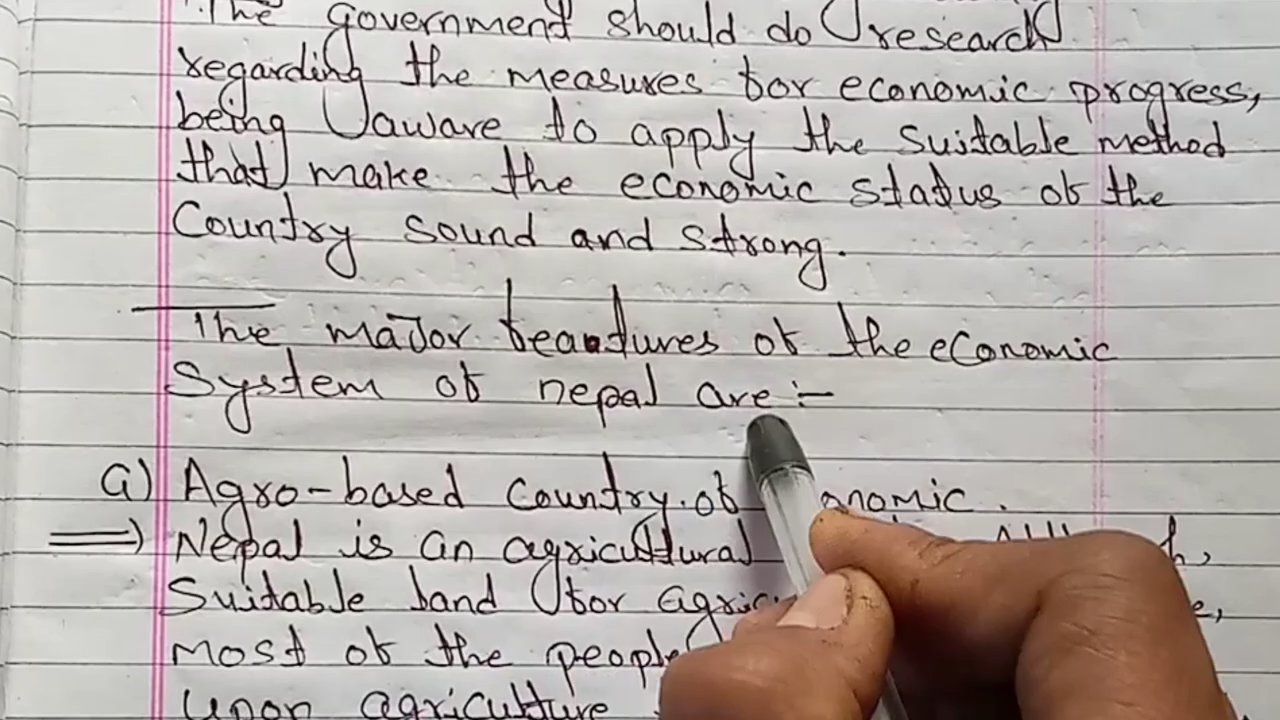 The government should do research
regarding the measures for economic progress,
being aware to apply the suitable method
that make the economic status of the
Country sound and strong.
The major feautures of the economic
System of nepal are :-
a) Agro-based country of
⇒) Nepal is an agricultural
Suitable land for
most of the people
upon agriculture